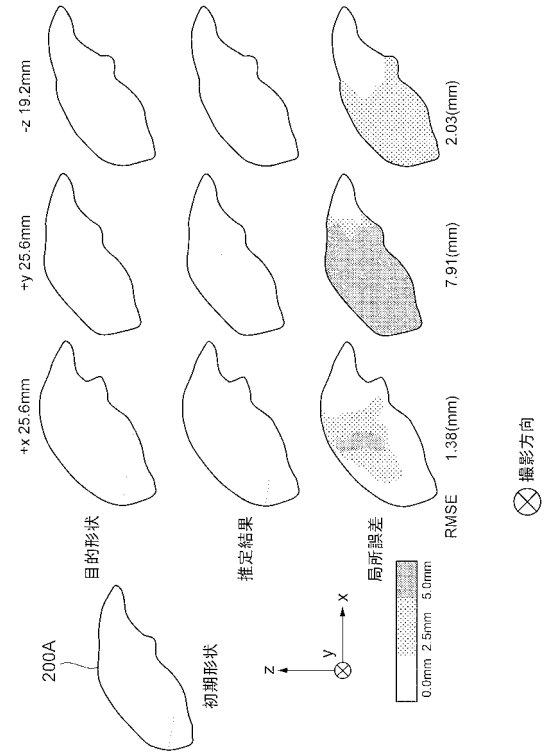 +x 25.6mm
+y 25.6mm
-z 19.2mm
200A
初期形状
目的形状
推定結果
局所誤差
RMSE
1.38(mm)
7.91(mm)
2.03(mm)
z
y
x
0.0mm 2.5mm 5.0mm
撮影方向